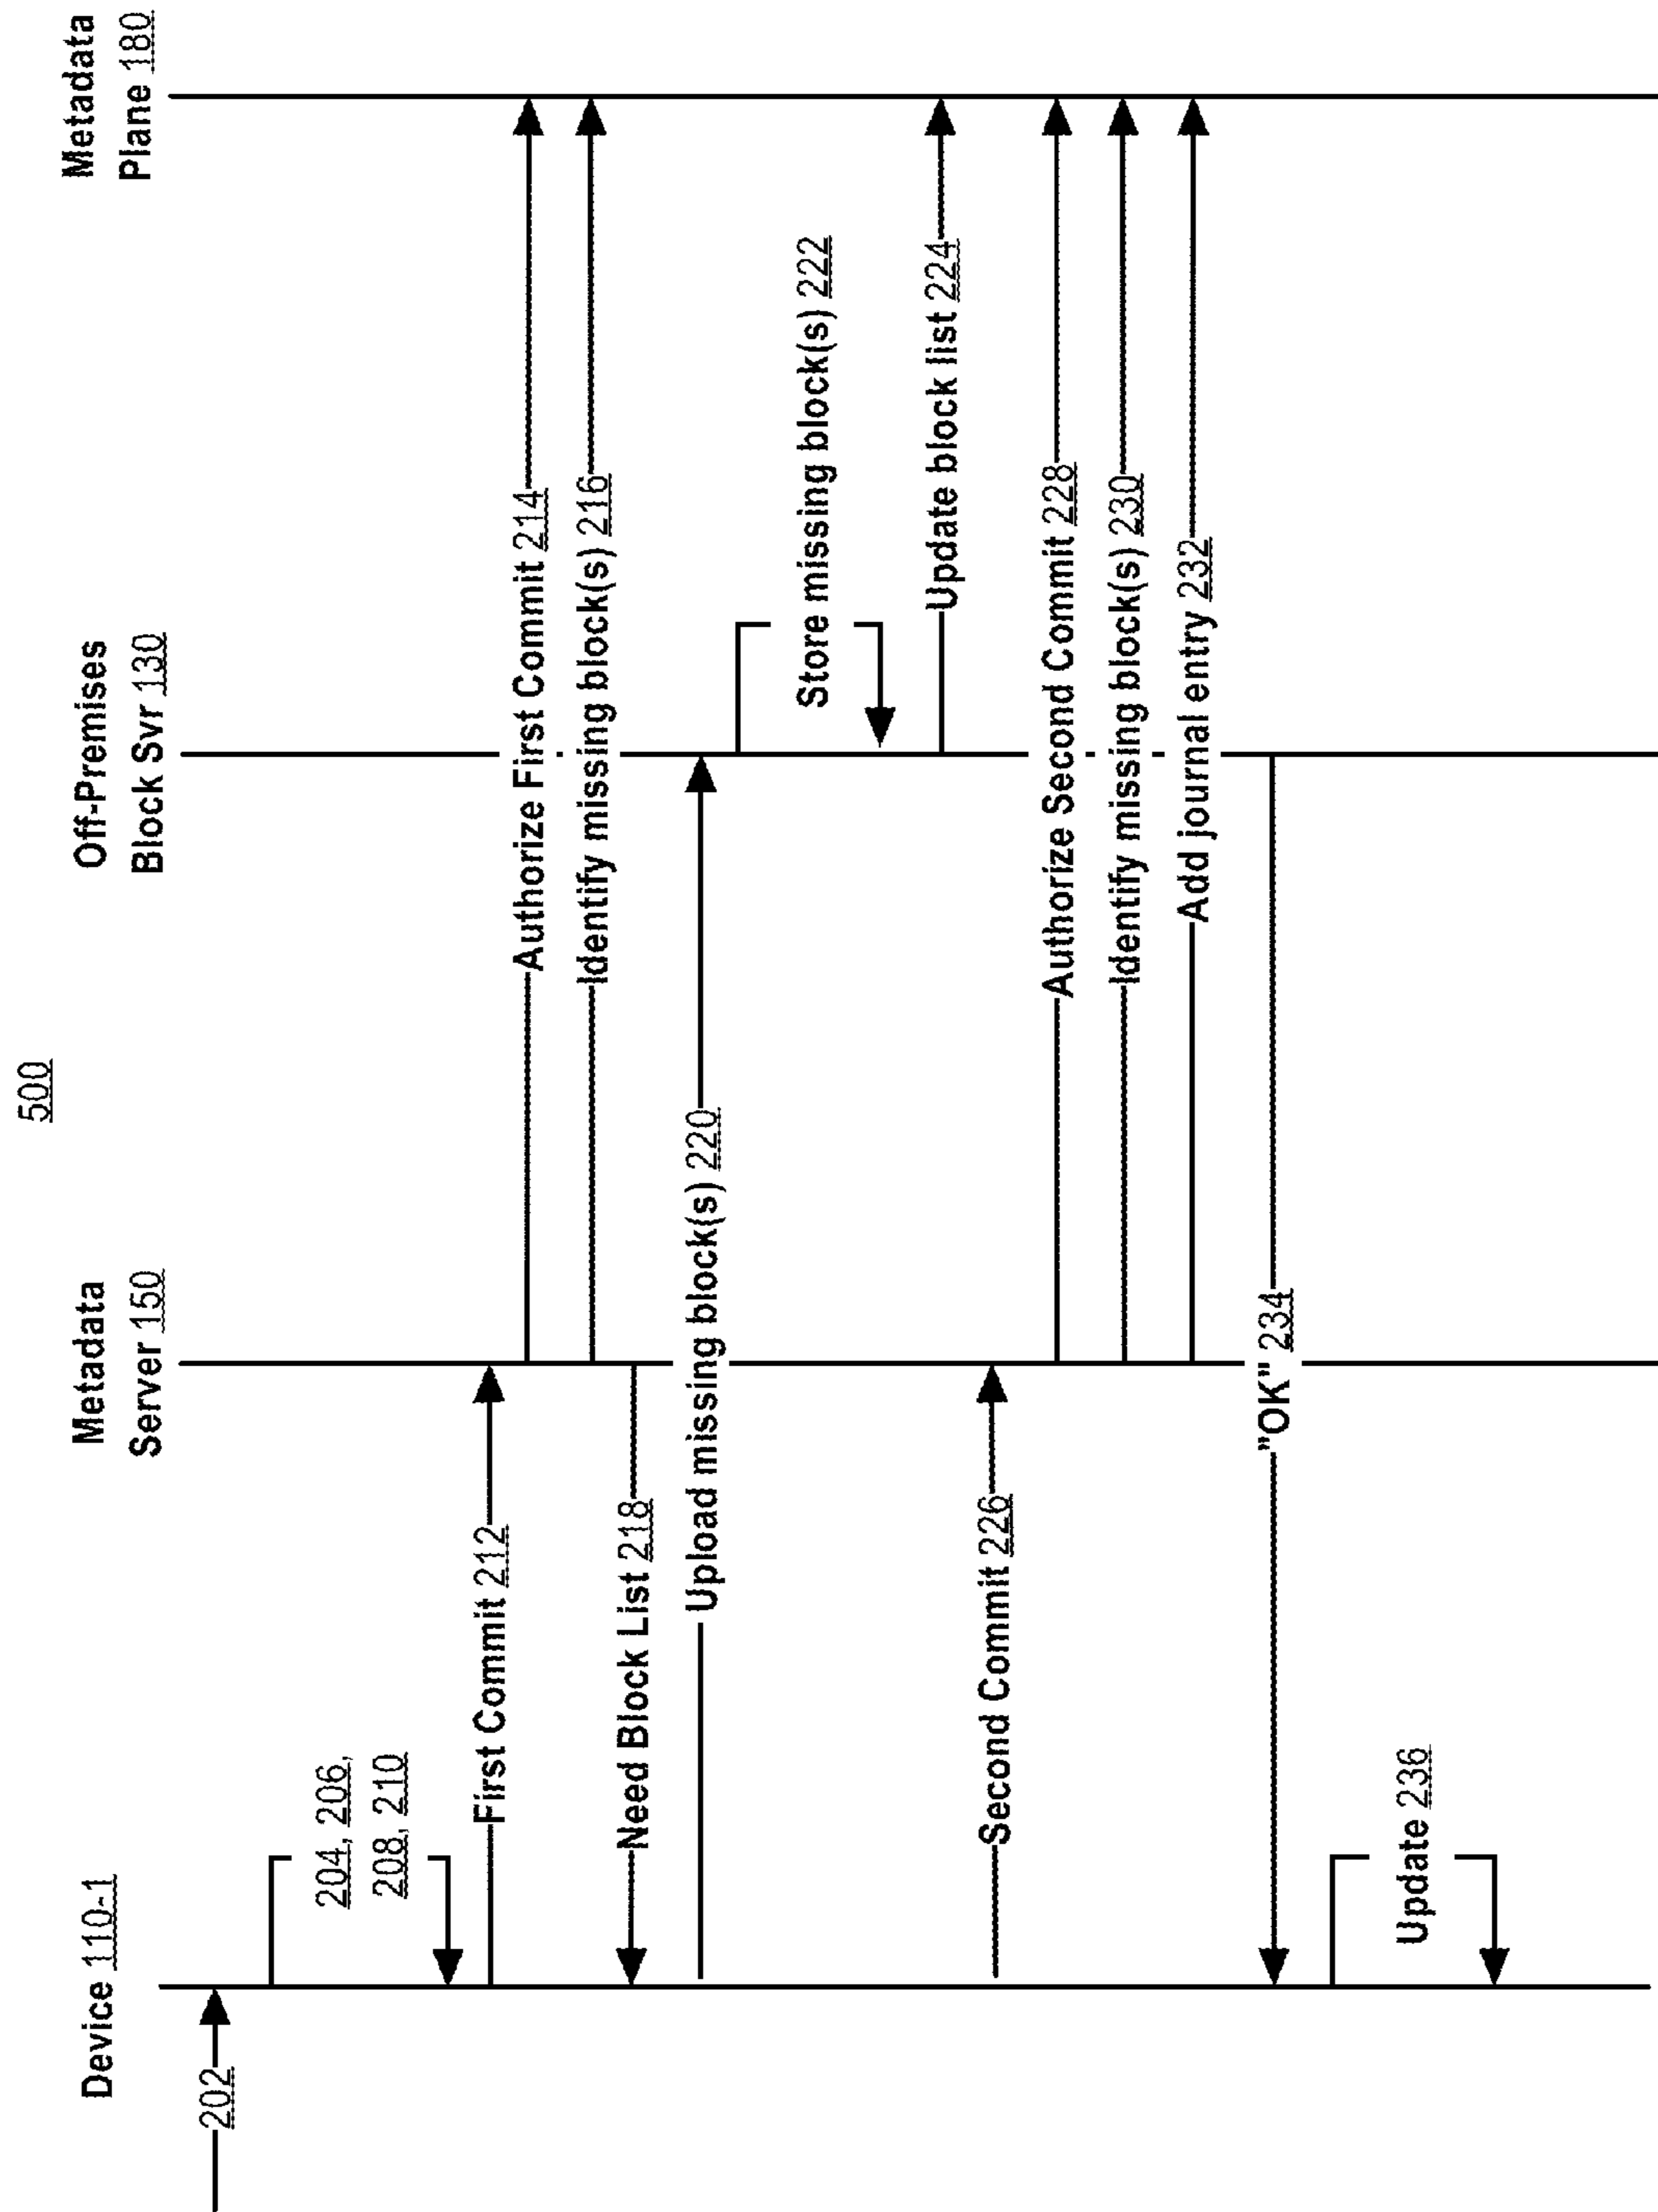 500
Device 110-1
Metadata
Server 150
Off-Premises
Block Svr 130
Metadata
Plane 180
202
204, 206,
208, 210
First Commit 212
Authorize First Commit 214
Identify missing block(s) 216
Need Block List 218
Upload missing block(s) 220
Store missing block(s) 222
Update block list 224
Second Commit 226
Authorize Second Commit 228
Identify missing block(s) 230
Add journal entry 232
"OK" 234
Update 236